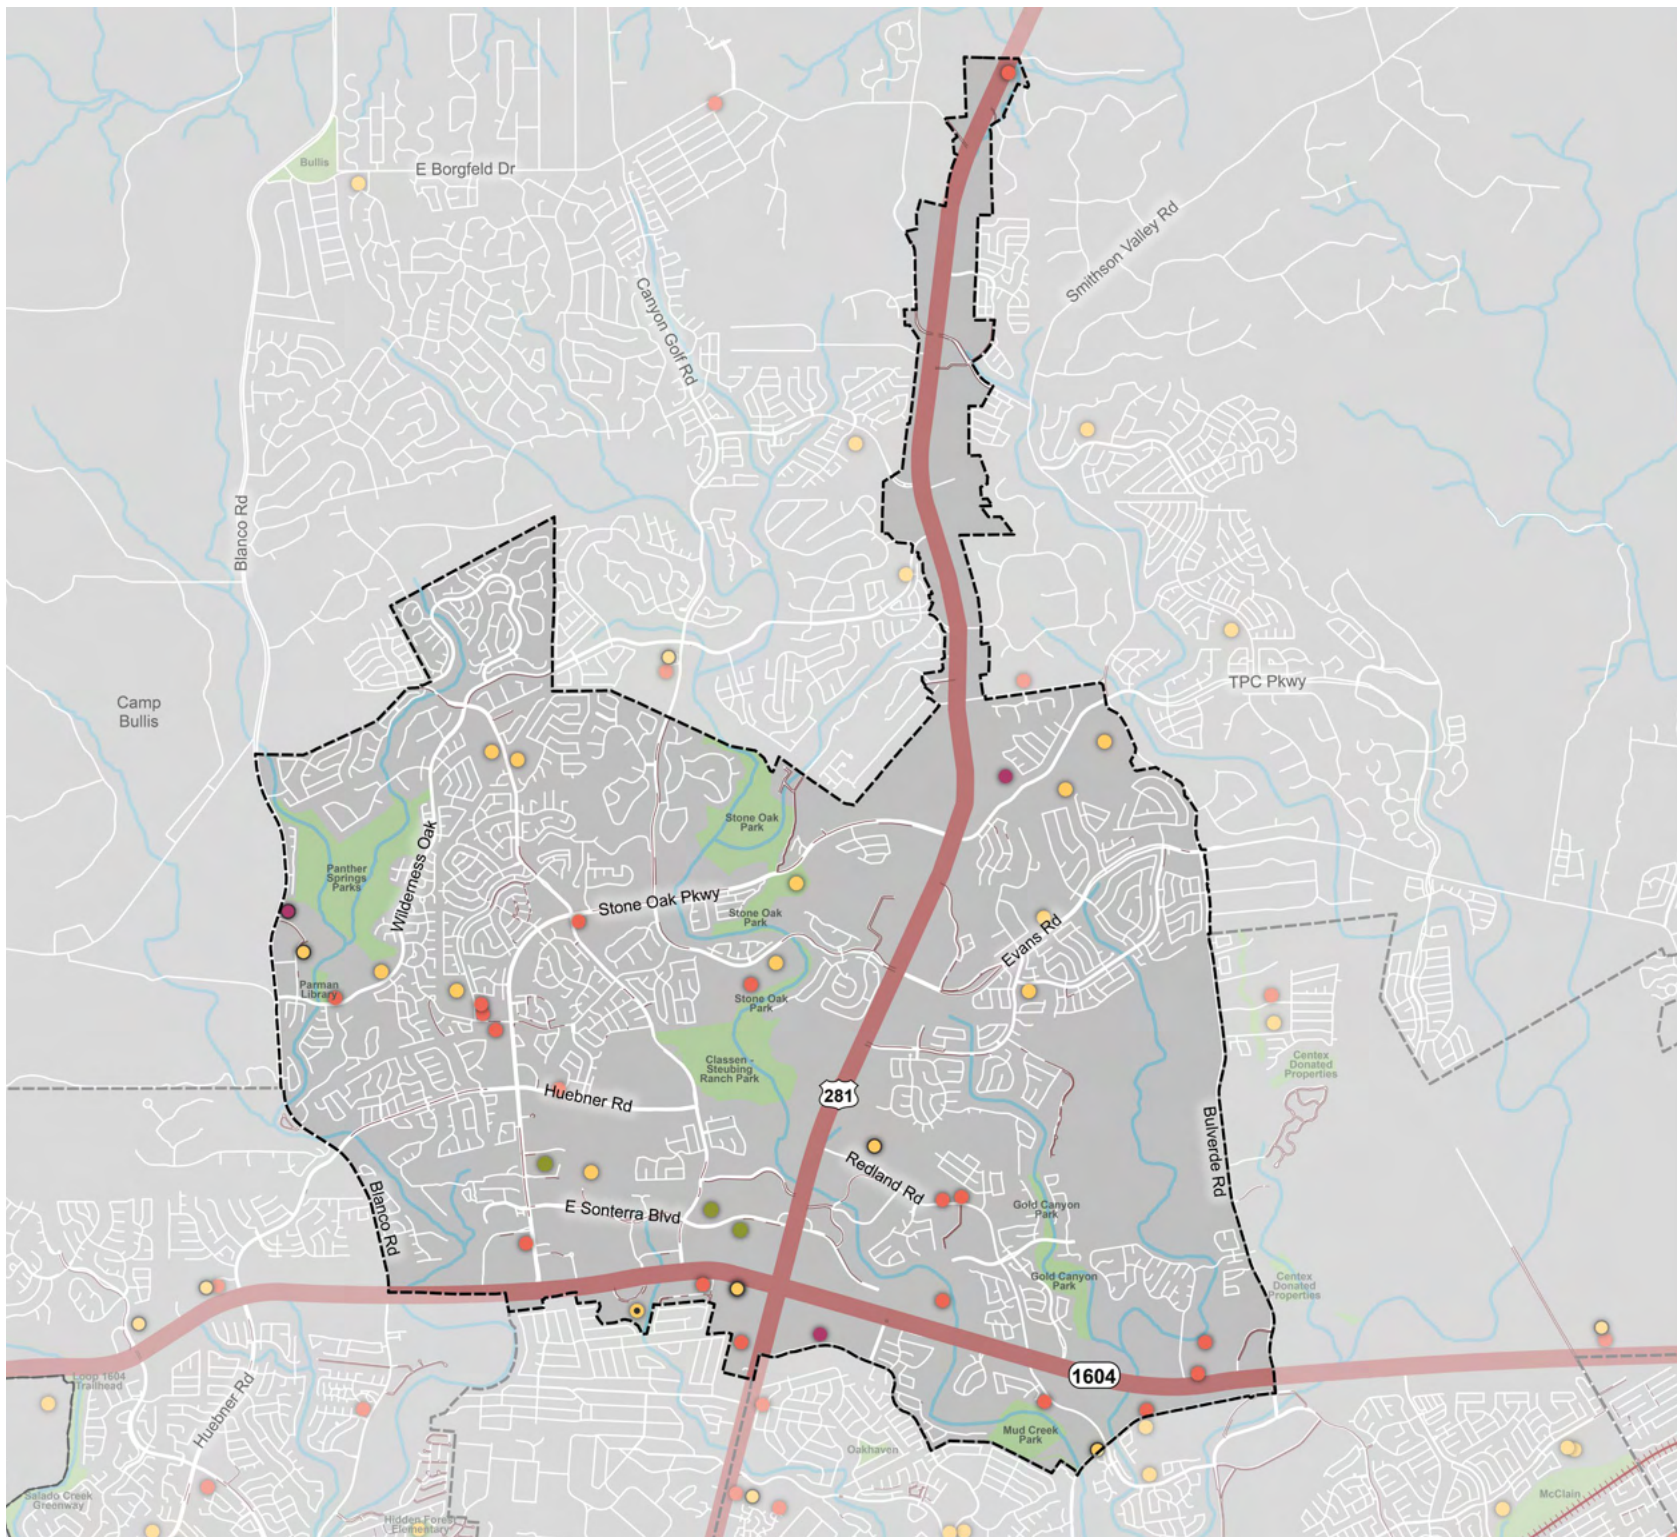 Bullis
E Borgfeld Dr
Smithson Valley Rd
Canyon Golf Rd
Blanco Rd
Camp
Bullis
TPC Pkwy
Stone Oak
Park
Panther
Springs
Parks
Wilderness Oak
Stone Oak Pkwy
Stone Oak
Park
Evans Rd
Parman
Library
Stone Oak
Park
Classen -
Steubing
Ranch Park
Centex
Donated
Properties
281
Huebner Rd
Bulverde Rd
Redland Rd
Blanco Rd
E Sonterra Blvd
Gold Canyon
Park
Gold Canyon
Park
Centex
Donated
Properties
1604
Loop 1604
Trailhead
Huebner Rd
Mud Creek
Park
Oakhaven
Salado Creek
Greenway
Hidden Forest
Elementary
McClain